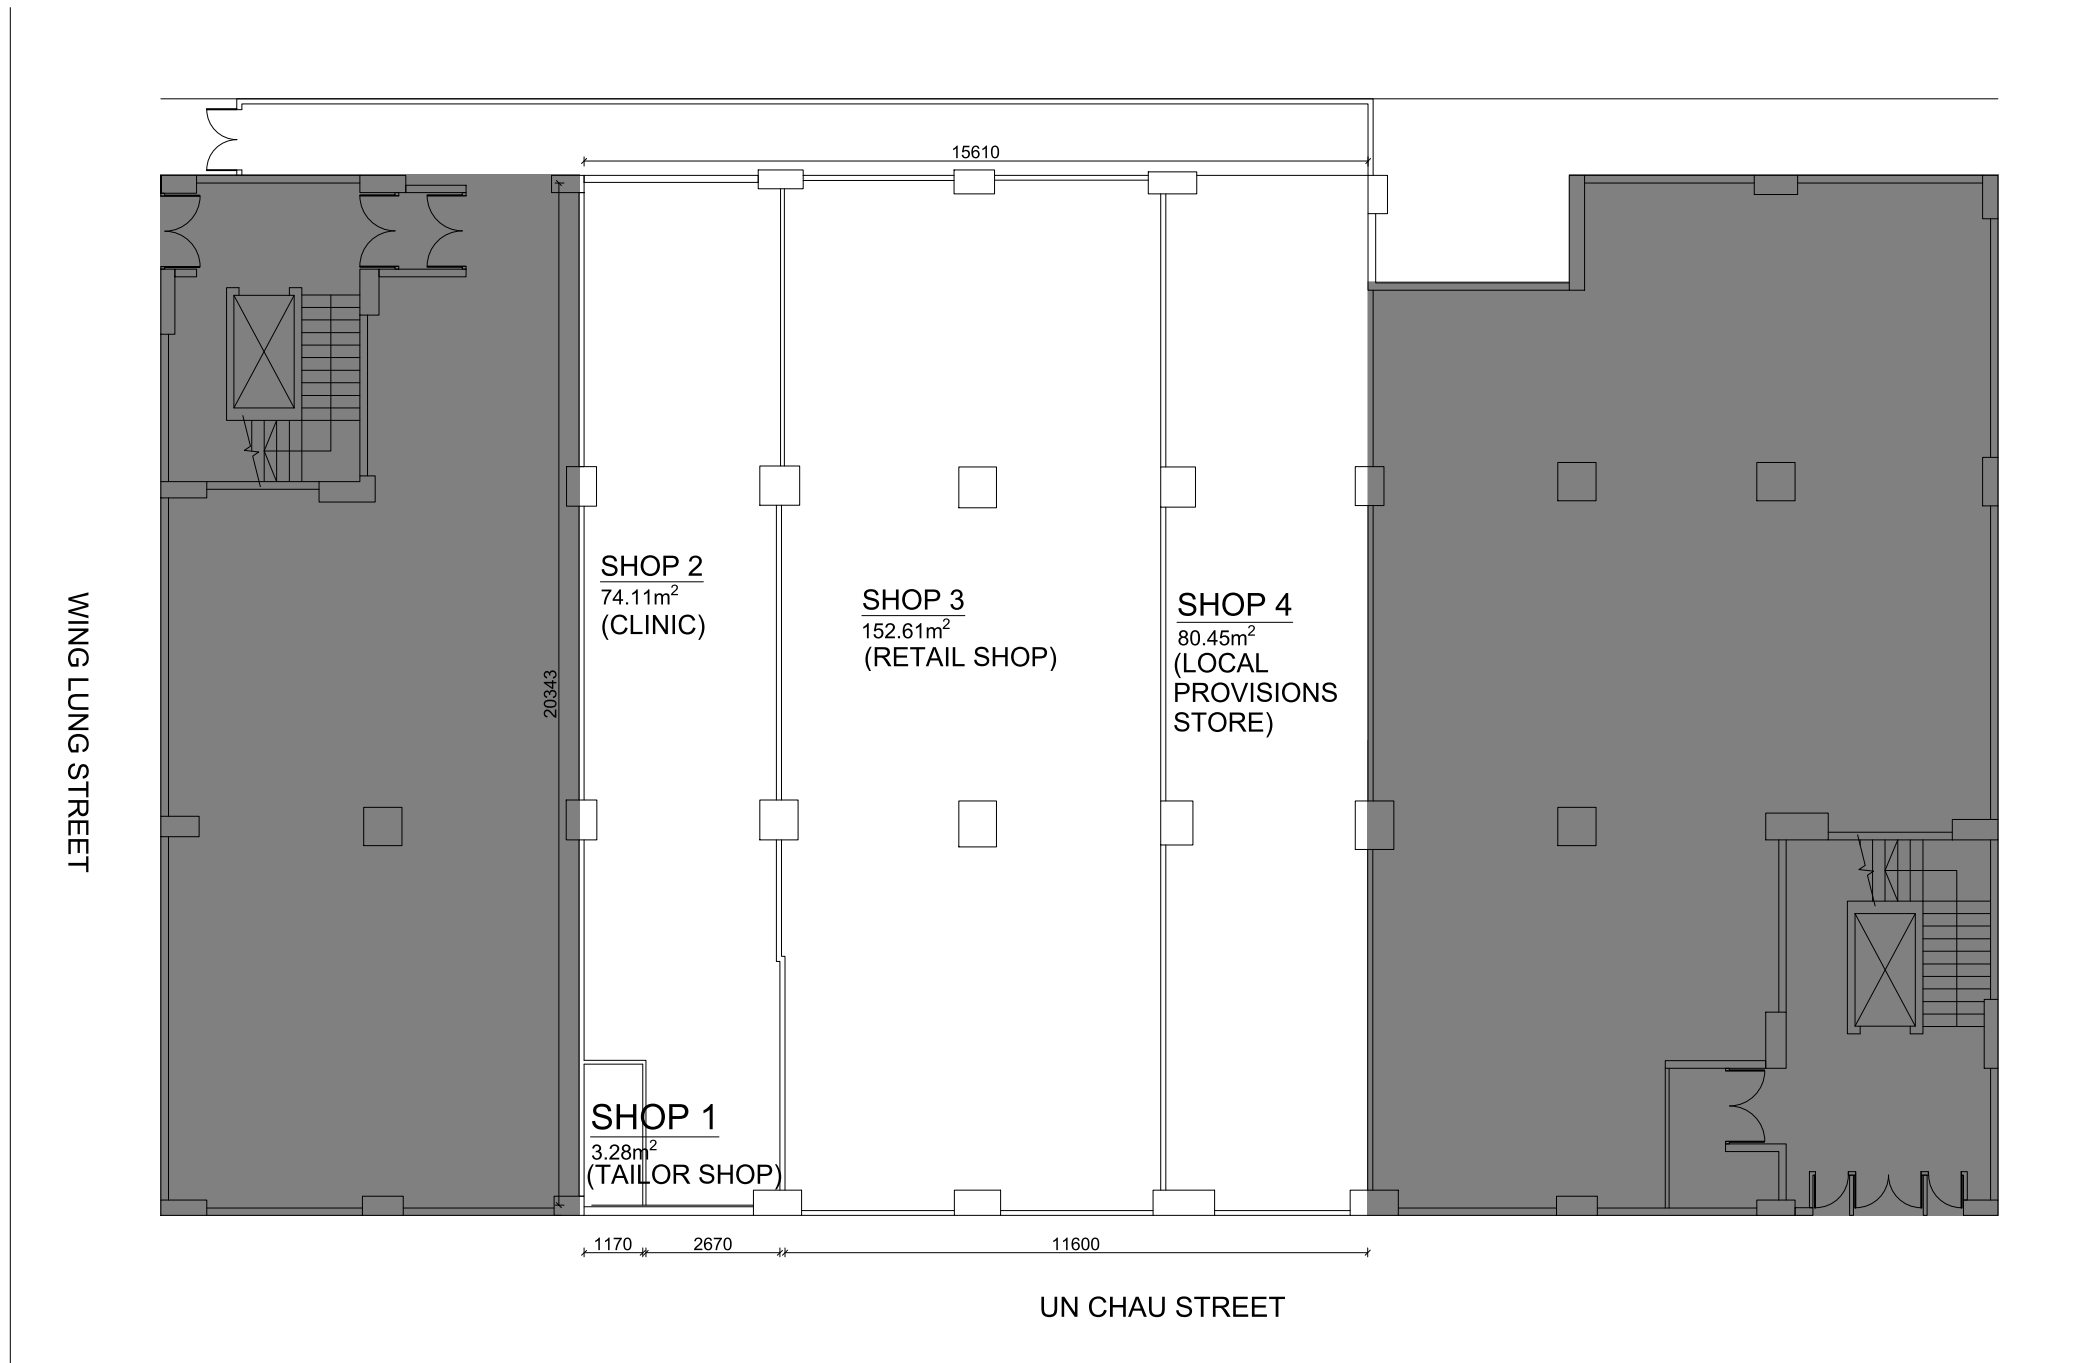 15610
SHOP 2
74.11m²
(CLINIC)
SHOP 3
152.61m²
(RETAIL SHOP)
SHOP 4
80.45m²
(LOCAL
PROVISIONS
STORE)
WING LUNG STREET
20343
SHOP 1
3.28m²
(TAILOR SHOP)
1170
2670
11600
UN CHAU STREET